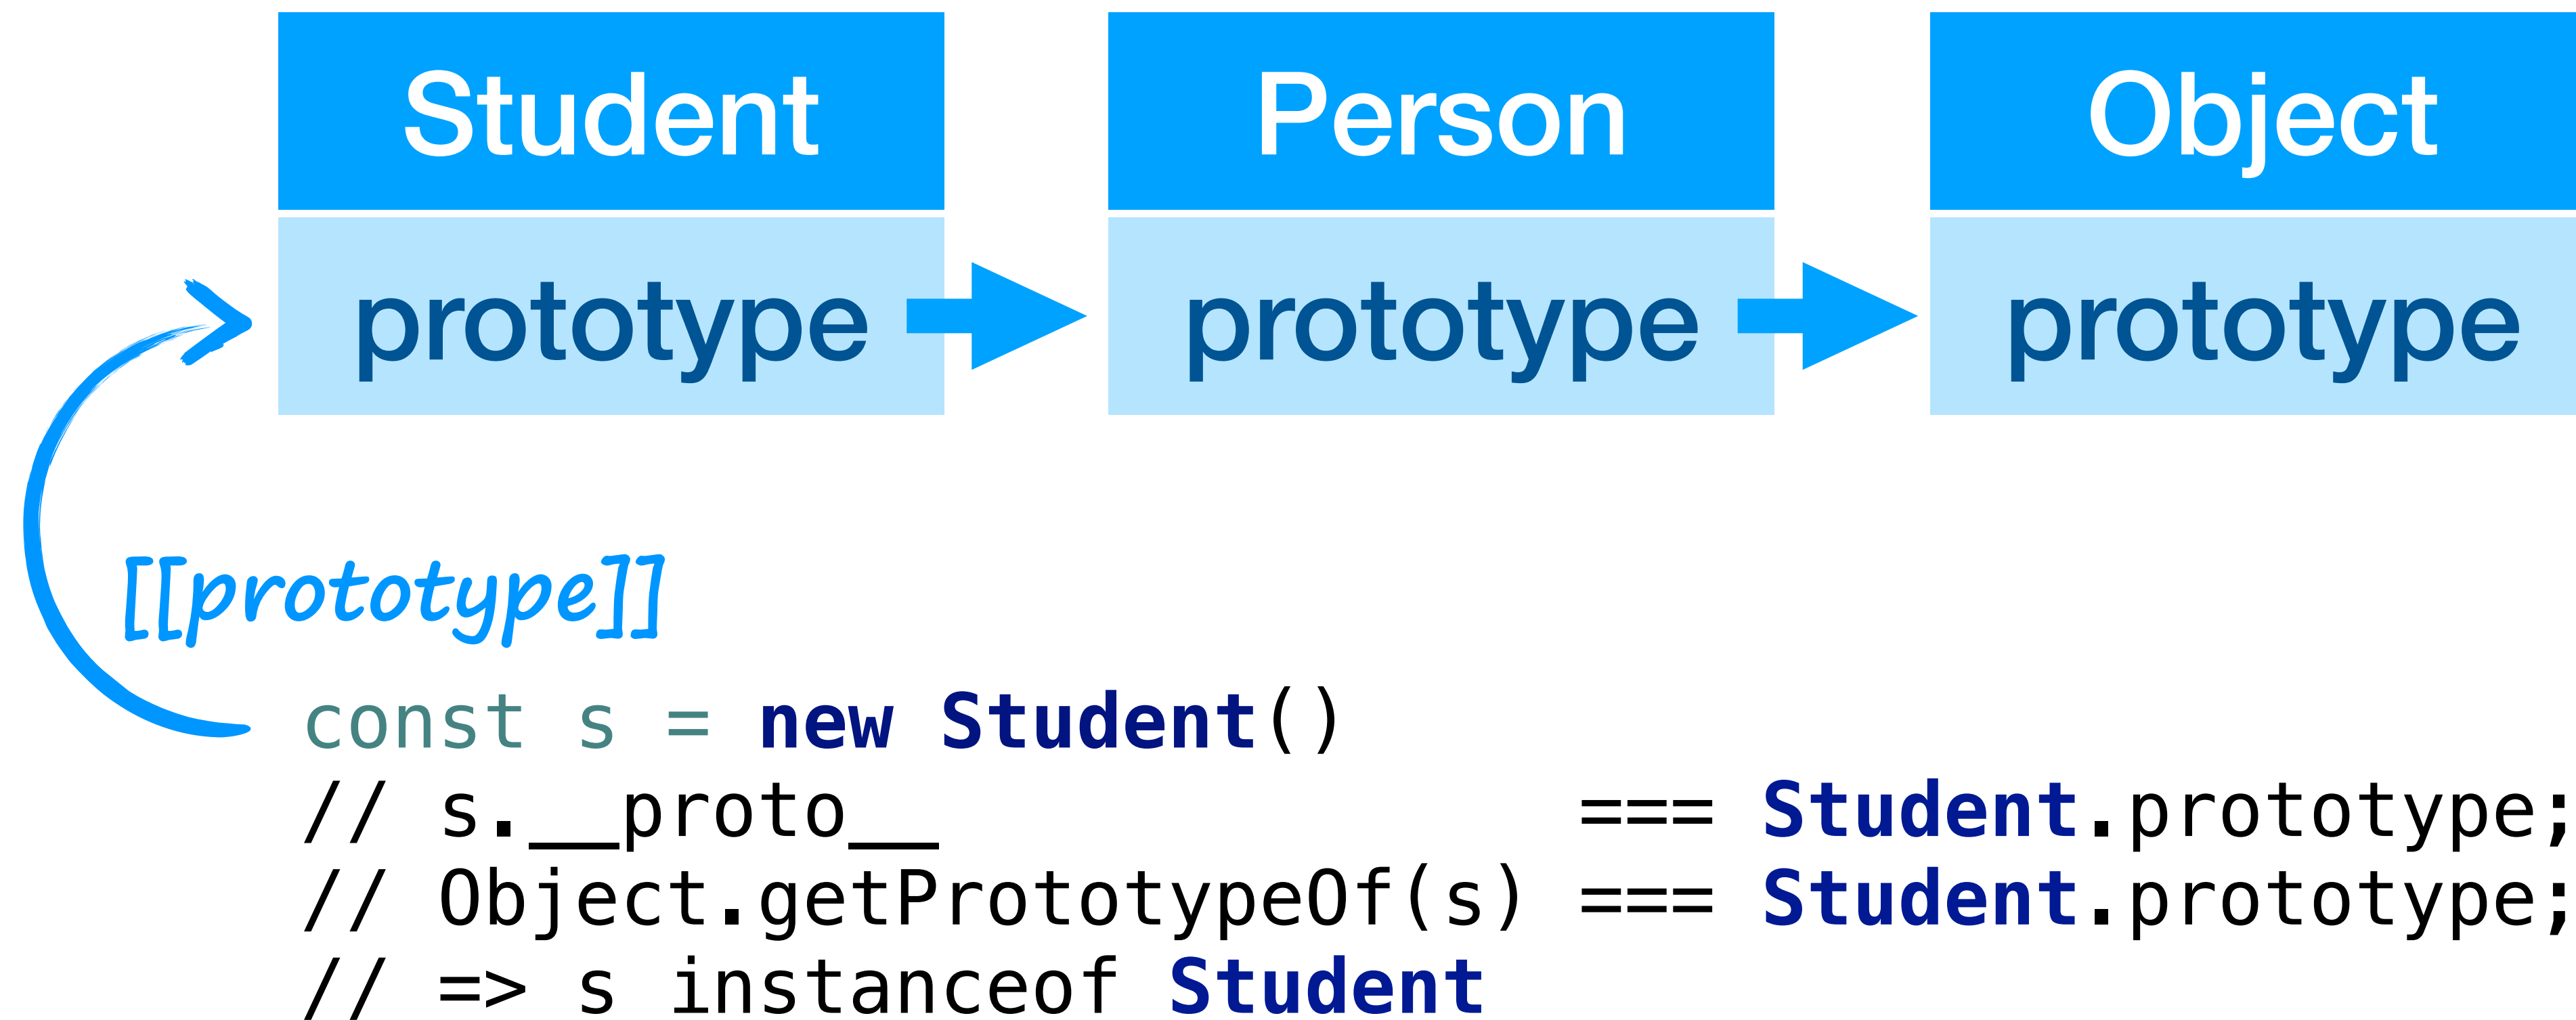 Student Person Object
prototype prototype prototype
[[prototype]]
const s = new Student()
// s.__proto__ === Student.prototype;
// Object.getPrototypeOf(s) === Student.prototype;
// => s instanceof Student